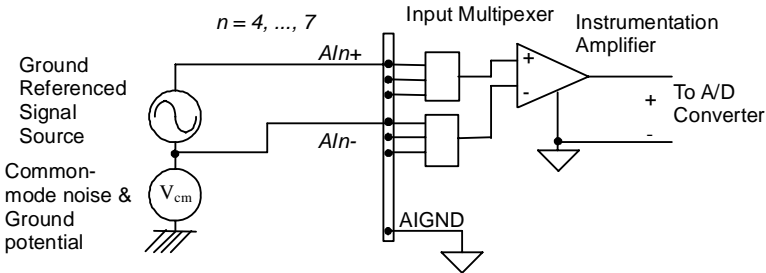 n = 4, ..., 7
Input Multipexer
Instrumentation
Amplifier
AIn+
Ground
Referenced
Signal
Source
+
-
To A/D
Converter
+
-
AIn-
Common-
mode noise &
Ground
potential
Vcm
AIGND